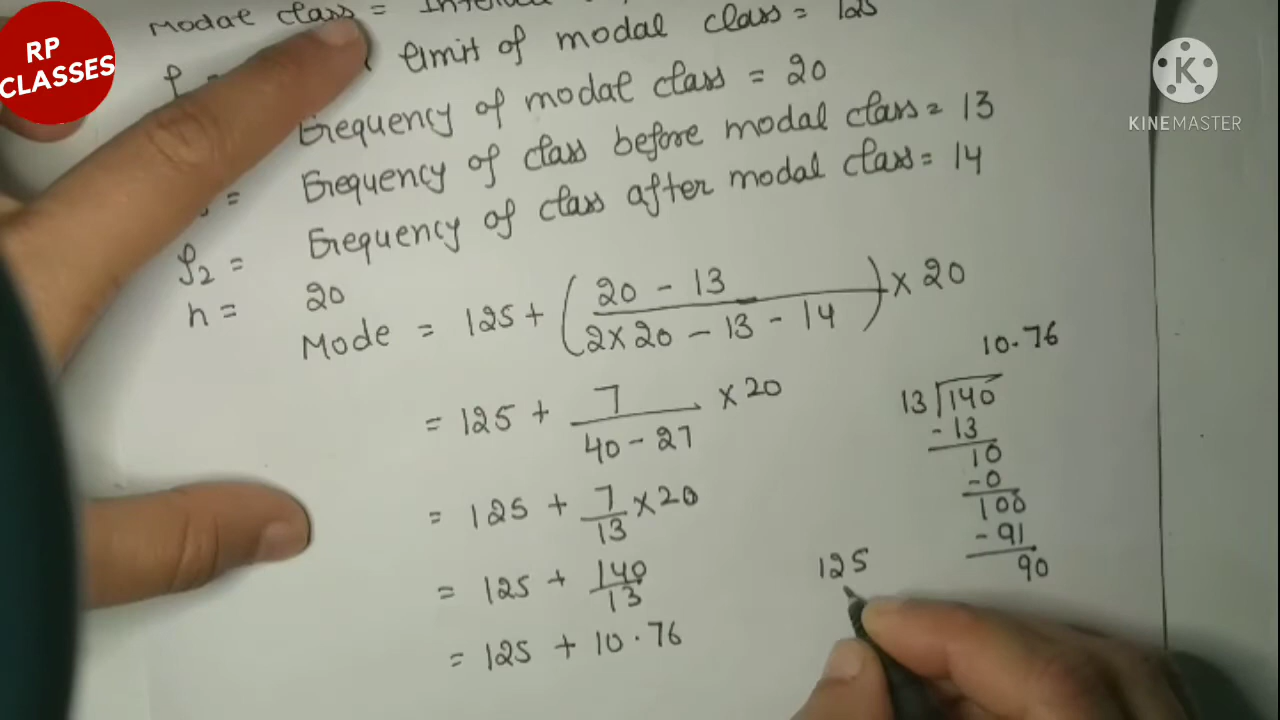 RP
CLASSES
KINEMASTER
Modal class =
limit of modal class = 125
Frequency of modal class = 20
Frequency of class before modal class = 13
Frequency of class after modal class = 14
f₂ =
h = 20
Mode = 125 + (20 - 13 / 2×20 - 13 - 14) × 20
= 125 + 7 / 40 - 27 × 20
= 125 + 7/13 × 20
= 125 + 140/13
= 125 + 10.76
10.76
13 ) 140
- 13
10
- 0
100
- 91
90
125